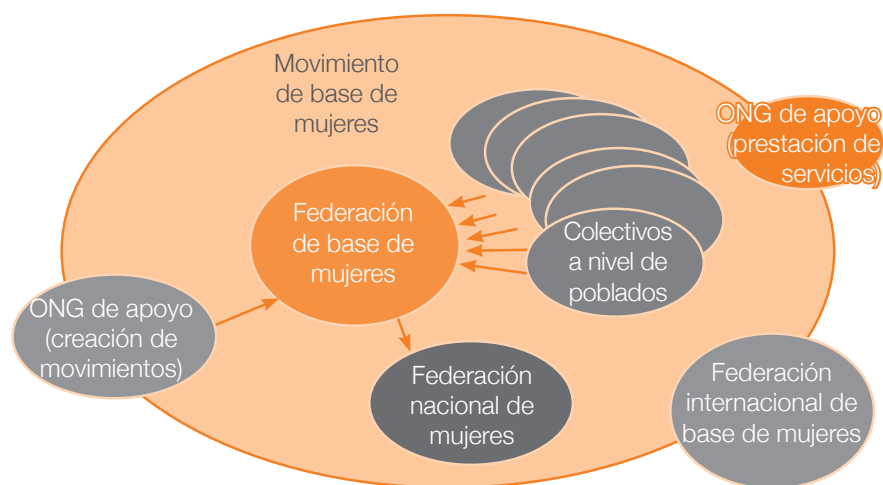 Movimiento
de base de
mujeres
ONG de apoyo
(prestación de
servicios)
Federación
de base de
mujeres
Colectivos
a nivel de
poblados
ONG de apoyo
(creación de
movimientos)
Federación
nacional de
mujeres
Federación
internacional de
base de mujeres